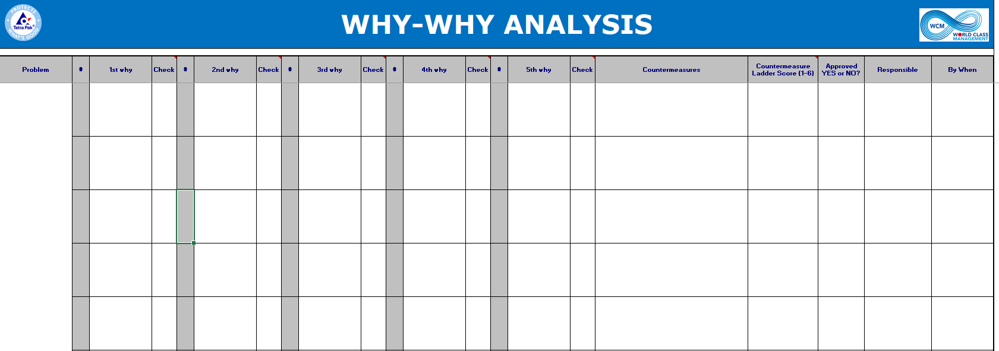 PROTECTS
Tetra Pak®
WHAT'S GOOD
WHY-WHY ANALYSIS
WCM
WORLD CLASS
MANAGEMENT
Problem
#
1st why
Check
#
2nd why
Check
#
3rd why
Check
#
4th why
Check
#
5th why
Check
Countermeasures
Countermeasure
Ladder Score (1-6)
Approved
YES or NO?
Responsible
By When